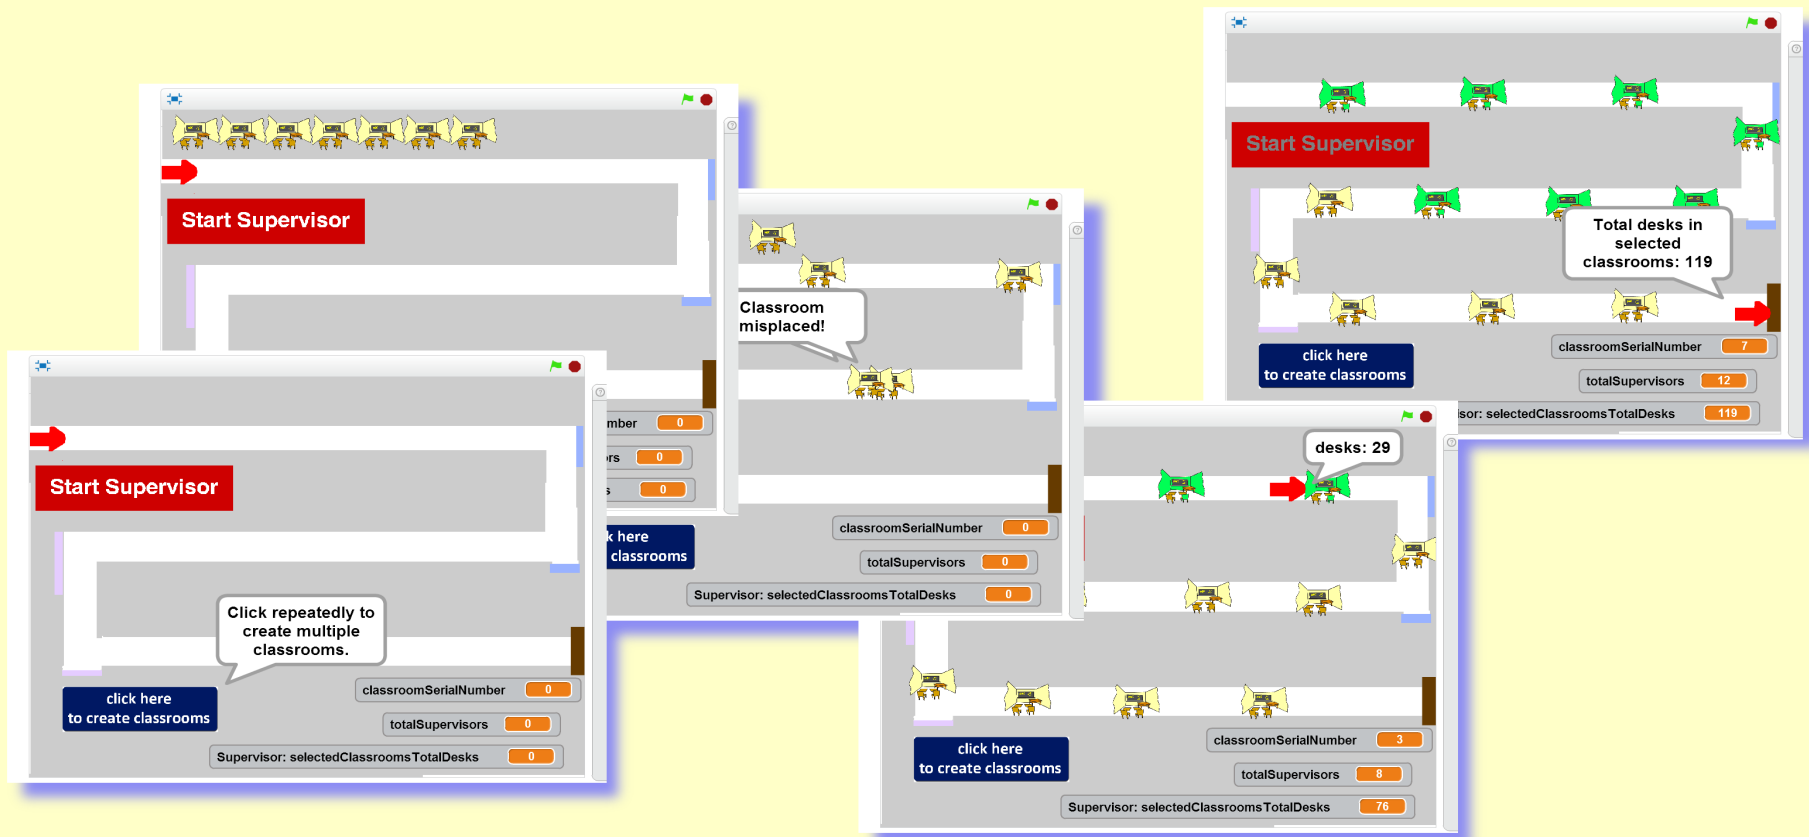 Start Supervisor
Click repeatedly to
create multiple
classrooms.
click here
to create classrooms
classroomSerialNumber 0
totalSupervisors 0
Supervisor: selectedClassroomsTotalDesks 0
Start Supervisor
mber 0
rs 0
s 0
Classroom
misplaced!
k here
classrooms
classroomSerialNumber 0
totalSupervisors 0
Supervisor: selectedClassroomsTotalDesks 0
desks: 29
click here
to create classrooms
classroomSerialNumber 3
totalSupervisors 8
Supervisor: selectedClassroomsTotalDesks 76
Start Supervisor
Total desks in
selected
classrooms: 119
click here
to create classrooms
classroomSerialNumber 7
totalSupervisors 12
isor: selectedClassroomsTotalDesks 119